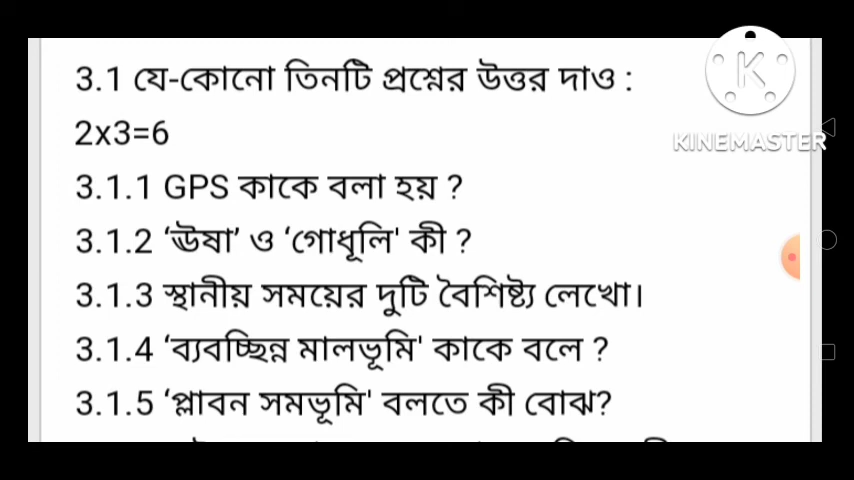 3.1 যে-কোনো তিনটি প্রশ্নের উত্তর দাও :
2x3=6
3.1.1 GPS কাকে বলা হয় ?
3.1.2 ‘ঊষা’ ও ‘গোধূলি' কী ?
3.1.3 স্থানীয় সময়ের দুটি বৈশিষ্ট্য লেখো।
3.1.4 ‘ব্যবচ্ছিন্ন মালভূমি' কাকে বলে ?
3.1.5 ‘প্লাবন সমভূমি' বলতে কী বোঝ?
K
KINEMASTER